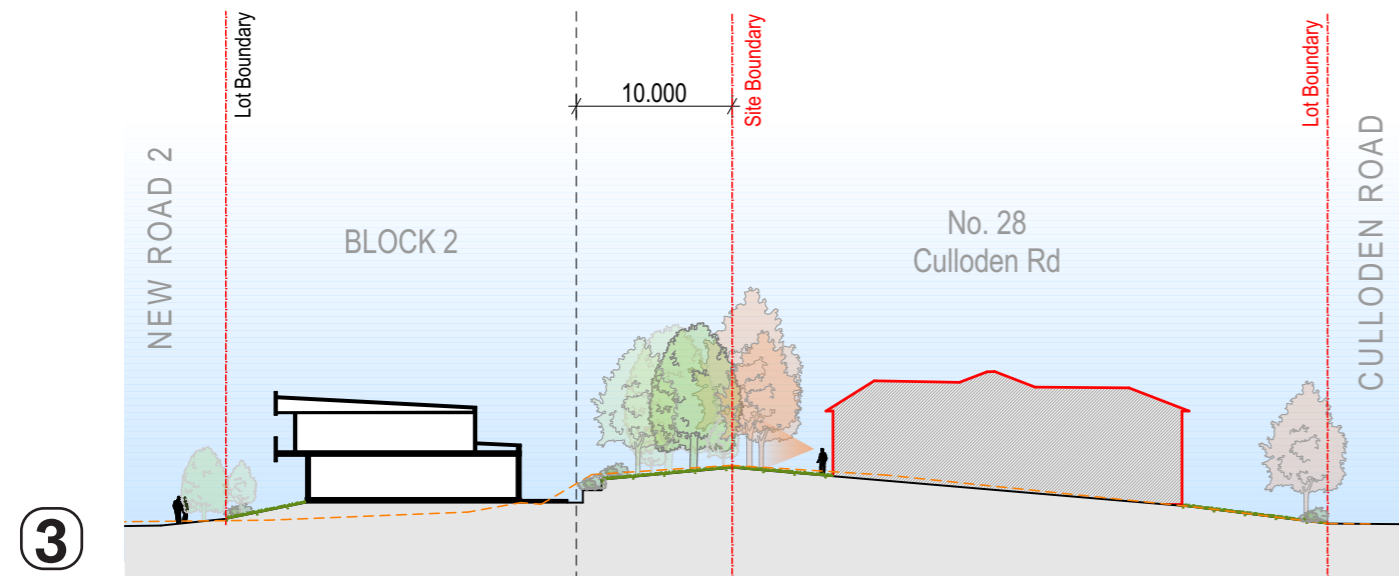 Lot Boundary
10.000
Site Boundary
Lot Boundary
NEW ROAD 2
BLOCK 2
No. 28
Culloden Rd
CULLODEN ROAD
3